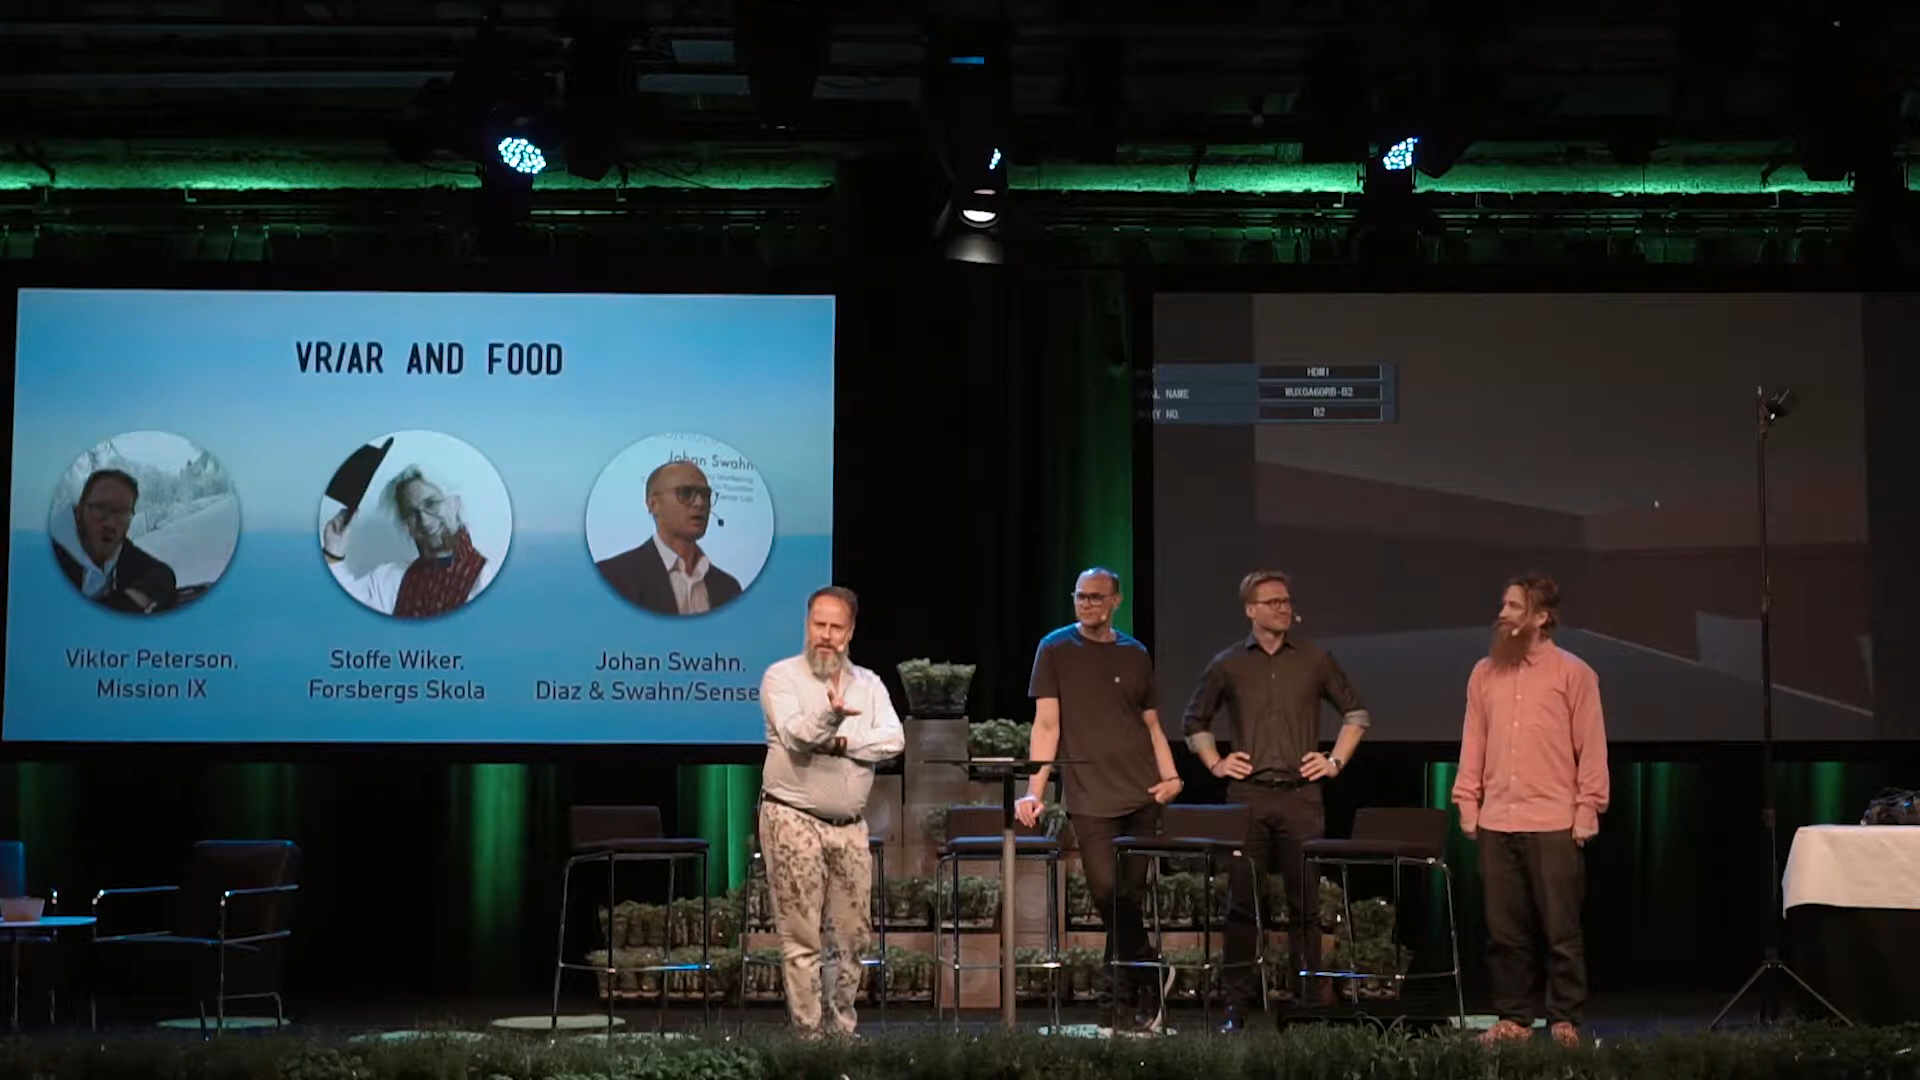 VR/AR AND FOOD
Johan Swahn
Viktor Peterson,
Mission IX
Stoffe Wiker,
Forsbergs Skola
Johan Swahn,
Diaz & Swahn/Sense
HDMI
NAME
WUXGA60RB-B2
NO.
B2